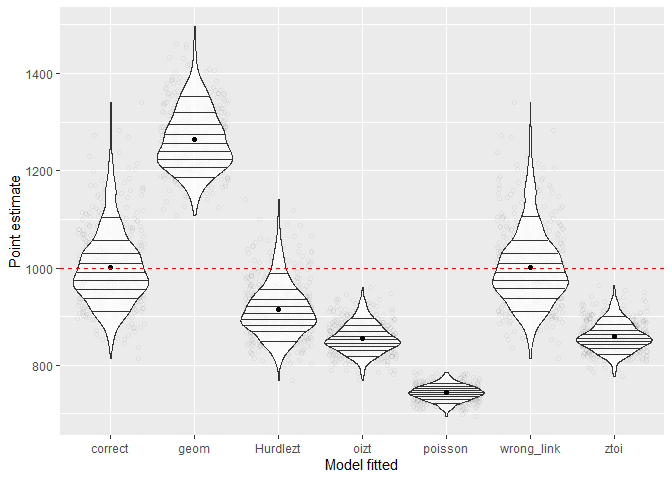 Point estimate
1400
1200
1000
800
correct geom Hurdlezt oizt poisson wrong_link ztoi
Model fitted